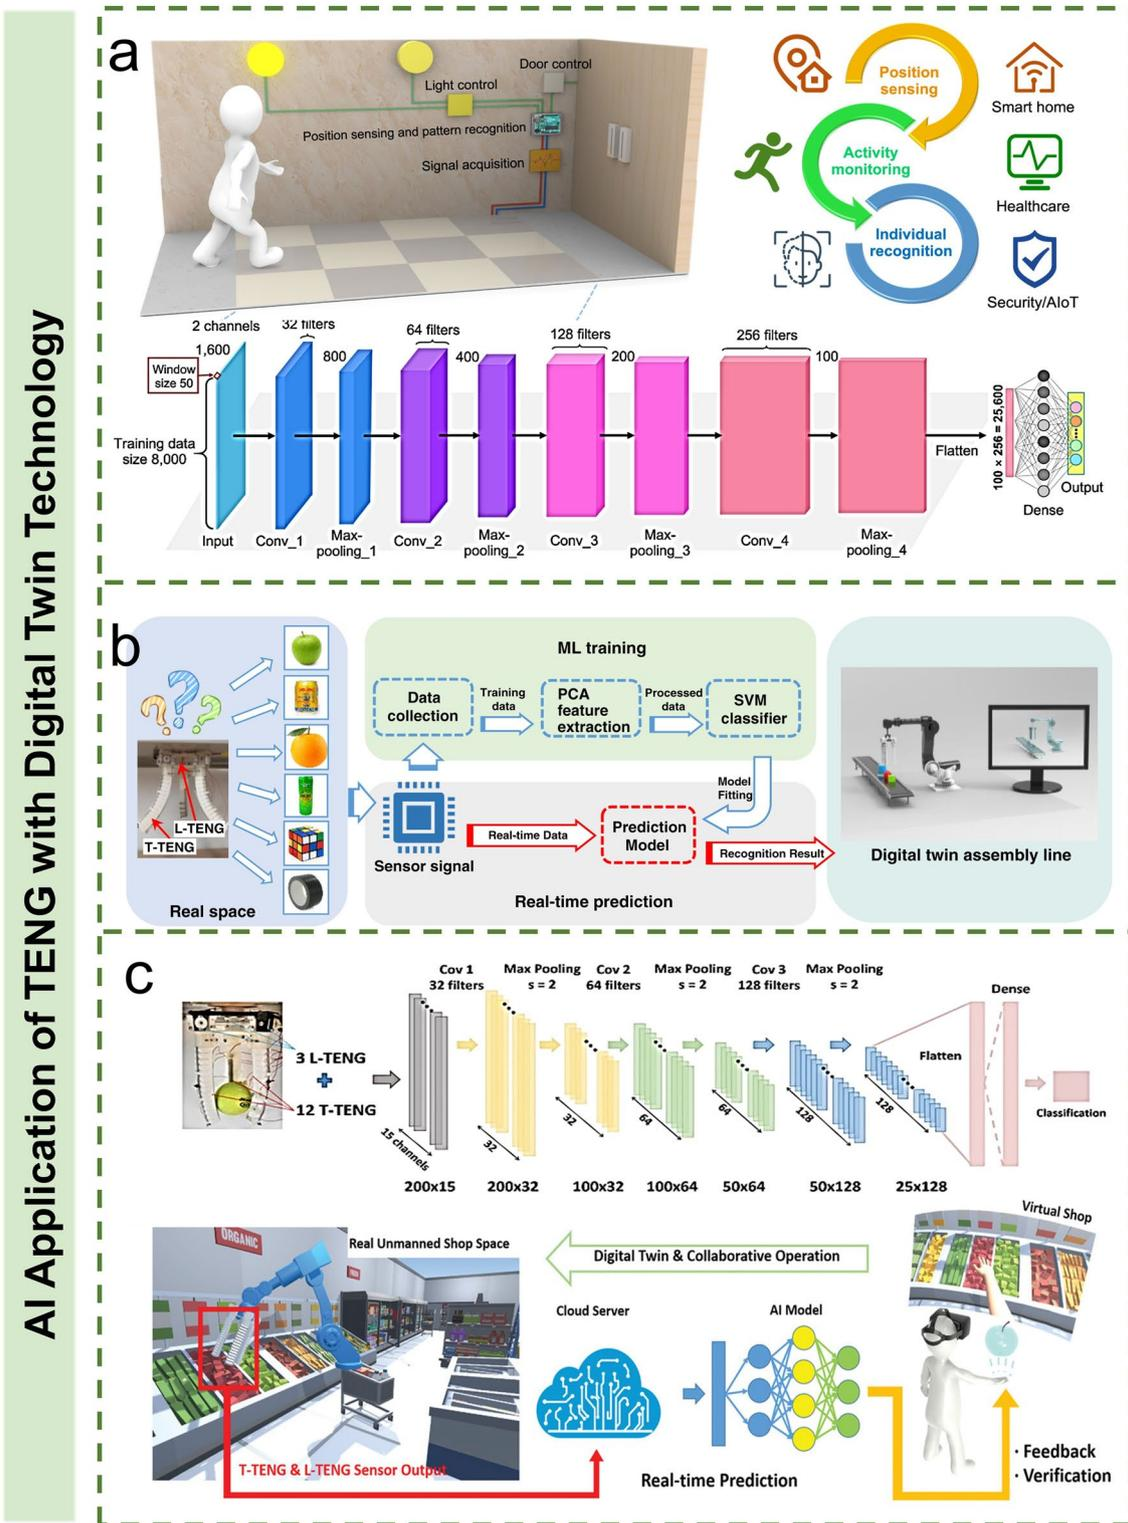 AI Application of TENG with Digital Twin Technology
a
Door control
Light control
Position sensing and pattern recognition
Signal acquisition
Position
sensing
Activity
monitoring
Individual
recognition
Smart home
Healthcare
Security/AIoT
2 channels
32 filters
64 filters
128 filters
256 filters
1,600
800
400
200
100
Window
size 50
Training data
size 8,000
Flatten
100 × 256 = 25,600
Output
Dense
Input
Conv_1
Max-
pooling_1
Conv_2
Max-
pooling_2
Conv_3
Max-
pooling_3
Conv_4
Max-
pooling_4
b
L-TENG
T-TENG
Real space
ML training
Data
collection
Training
data
PCA
feature
extraction
Processed
data
SVM
classifier
Model
Fitting
Sensor signal
Real-time Data
Prediction
Model
Recognition Result
Real-time prediction
Digital twin assembly line
c
Cov 1
32 filters
Max Pooling
s = 2
Cov 2
64 filters
Max Pooling
s = 2
Cov 3
128 filters
Max Pooling
s = 2
Dense
3 L-TENG
+
12 T-TENG
Flatten
Classification
15 channels
32
32
64
64
128
128
200x15
200x32
100x32
100x64
50x64
50x128
25x128
ORGANIC
Real Unmanned Shop Space
Digital Twin & Collaborative Operation
Virtual Shop
Cloud Server
AI Model
T-TENG & L-TENG Sensor Output
Real-time Prediction
· Feedback
· Verification